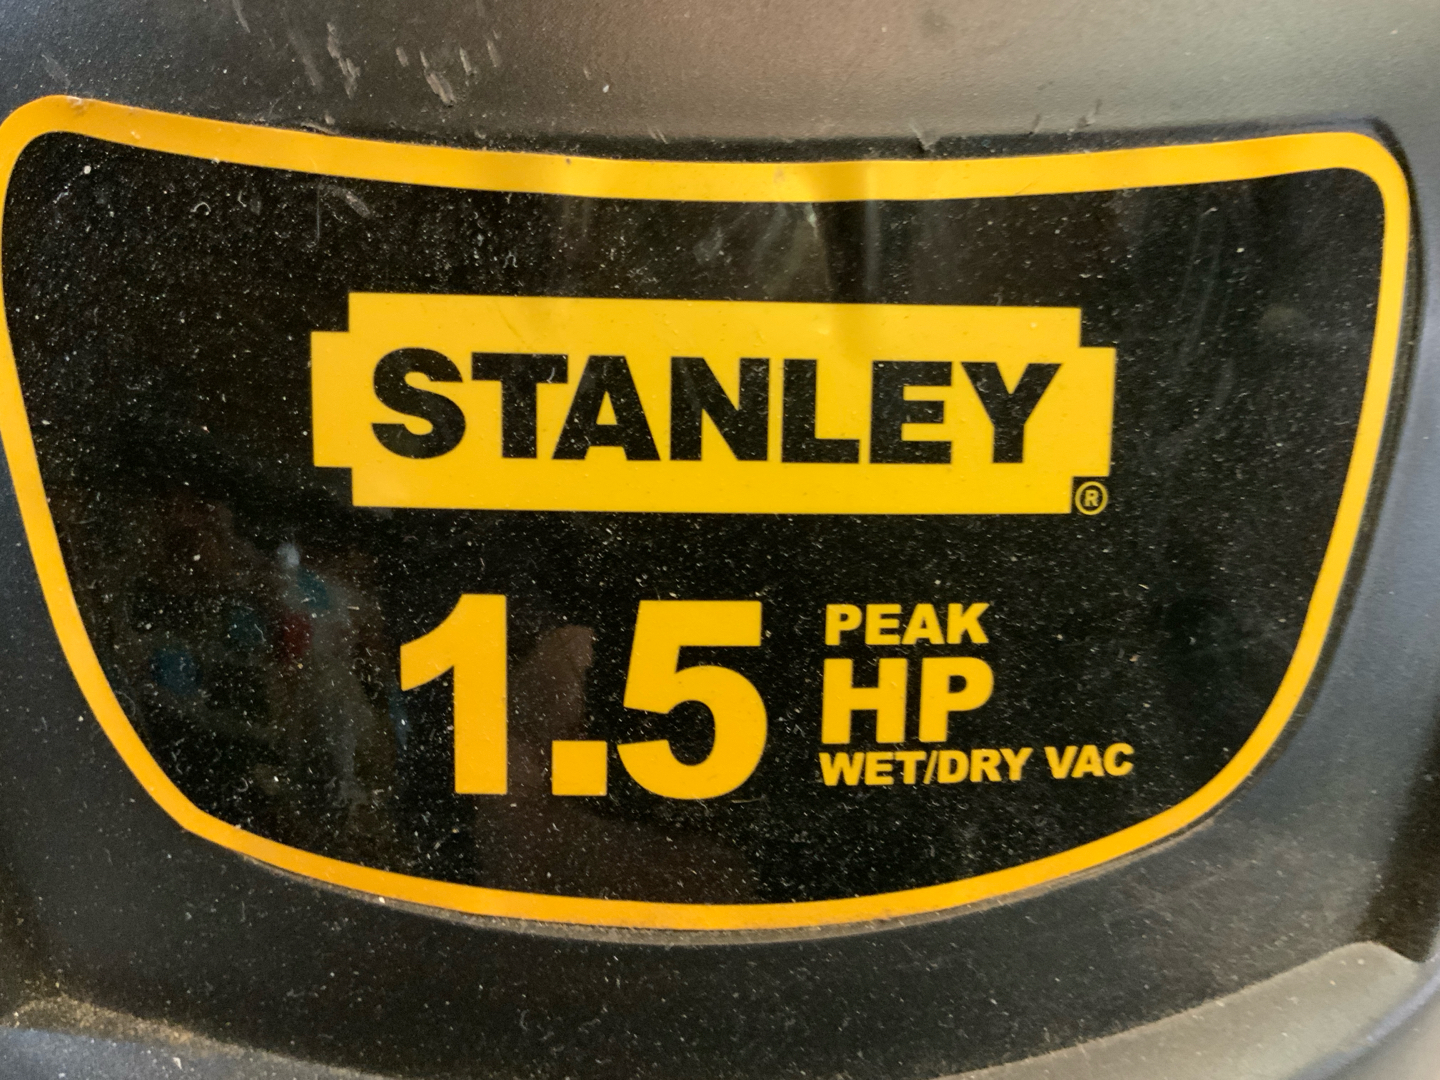 STANLEY®
1.5 PEAK
HP
WET/DRY VAC